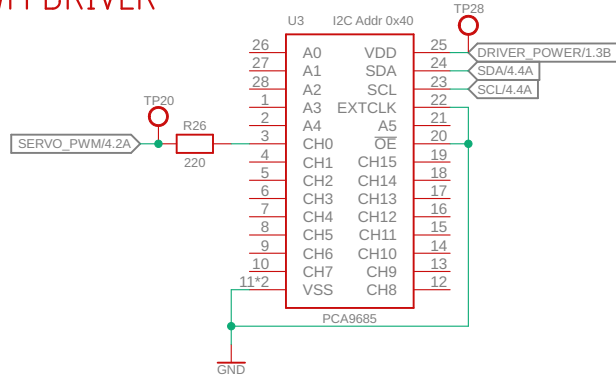 DRIVER
TP28
U3 I2C Addr 0x40
26 A0 VDD 25 DRIVER_POWER/1.3B
27 A1 SDA 24 SDA/4.4A
28 A2 SCL 23 SCL/4.4A
1 A3 EXTCLK 22
TP20
2 A4 A5 21
R26
SERVO_PWM/4.2A 3 CH0 OE 20
220
4 CH1 CH15 19
5 CH2 CH14 18
6 CH3 CH13 17
7 CH4 CH12 16
8 CH5 CH11 15
9 CH6 CH10 14
10 CH7 CH9 13
11*2 VSS CH8 12
PCA9685
GND